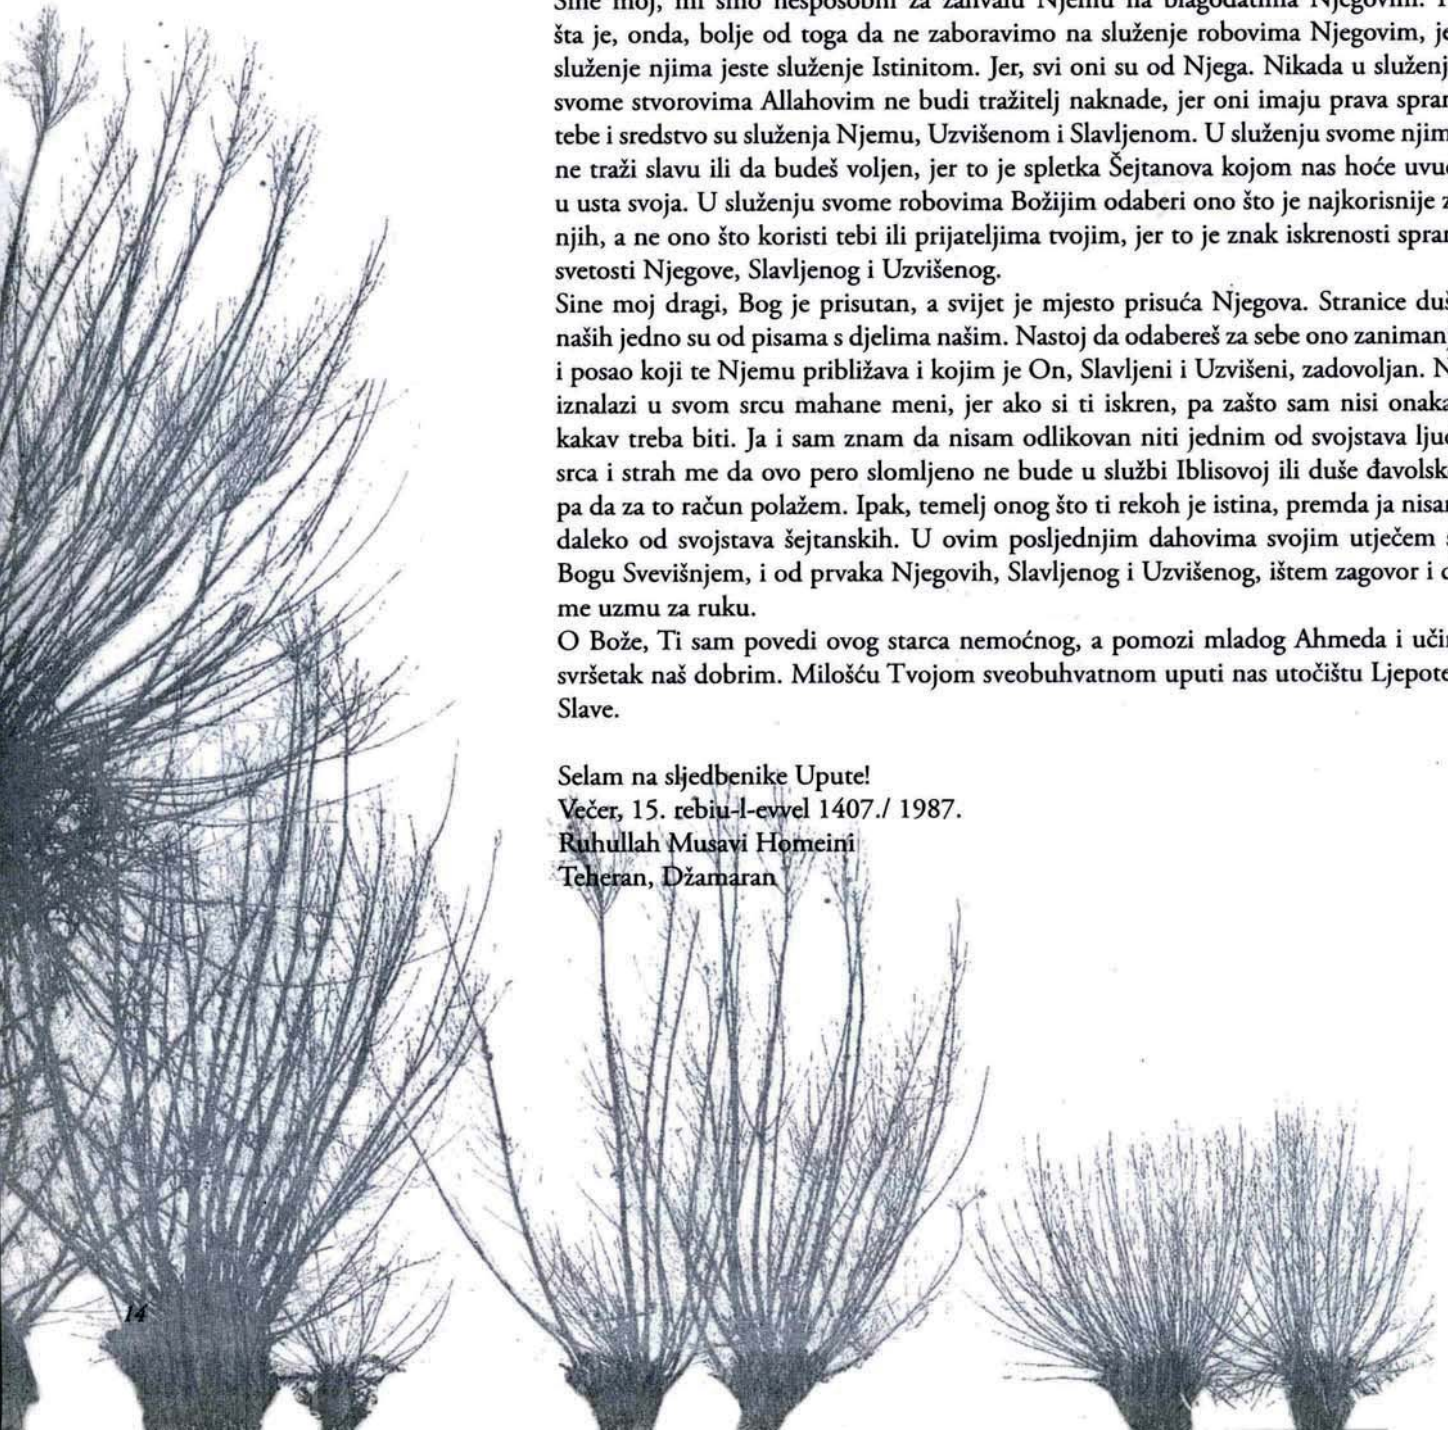 Sine moj, mi smo nesposobni za zahvalu Njemu na blagodatima Njegovim.
šta je, onda, bolje od toga da ne zaboravimo na služenje robovima Njegovim, je
služenje njima jeste služenje Istinitom. Jer, svi oni su od Njega. Nikada u služenj
svome stvorovima Allahovim ne budi tražitelj naknade, jer oni imaju prava spram
tebe i sredstvo su služenja Njemu, Uzvišenom i Slavljenom. U služenju svome njim
ne traži slavu ili da budeš voljen, jer to je spletka Šejtanova kojom nas hoće uvuć
u usta svoja. U služenju svome robovima Božijim odaberi ono što je najkorisnije z
njih, a ne ono što koristi tebi ili prijateljima tvojim, jer to je znak iskrenosti spram
svetosti Njegove, Slavljenog i Uzvišenog.
Sine moj dragi, Bog je prisutan, a svijet je mjesto prisuća Njegova. Stranice duš
naših jedno su od pisama s djelima našim. Nastoj da odabereš za sebe ono zanimanj
i posao koji te Njemu približava i kojim je On, Slavljeni i Uzvišeni, zadovoljan. N
iznalazi u svom srcu mahane meni, jer ako si ti iskren, pa zašto sam nisi onaka
kakav treba biti. Ja i sam znam da nisam odlikovan niti jednim od svojstava ljud
srca i strah me da ovo pero slomljeno ne bude u službi Iblisovoj ili duše đavolsk
pa da za to račun polažem. Ipak, temelj onog što ti rekoh je istina, premda ja nisam
daleko od svojstava šejtanskih. U ovim posljednjim dahovima svojim utječem s
Bogu Svevišnjem, i od prvaka Njegovih, Slavljenog i Uzvišenog, ištem zagovor i d
me uzmu za ruku.
O Bože, Ti sam povedi ovog starca nemoćnog, a pomozi mladog Ahmeda i učin
svršetak naš dobrim. Milošću Tvojom sveobuhvatnom uputi nas utočištu Ljepote
Slave.
Selam na sljedbenike Upute!
Večer, 15. rebiu-l-evvel 1407./ 1987.
Ruhullah Musavi Homeini
Teheran, Džamaran
14